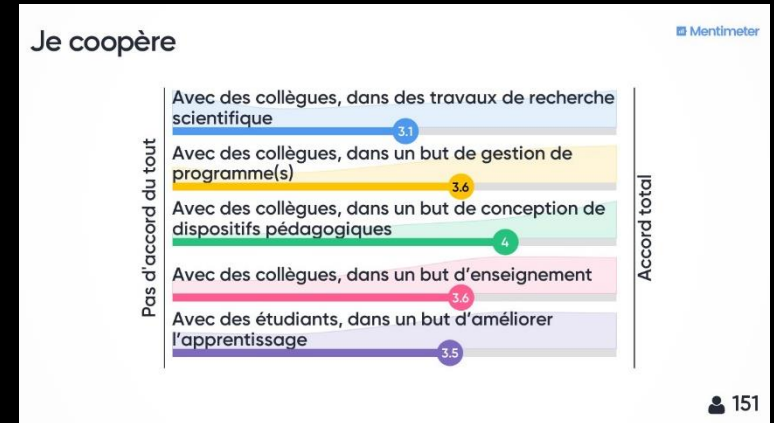 Je coopère
Mentimeter
Pas d'accord du tout
Avec des collègues, dans des travaux de recherche
scientifique
3.1
Avec des collègues, dans un but de gestion de
programme(s)
3.6
Avec des collègues, dans un but de conception de
dispositifs pédagogiques
4
Avec des collègues, dans un but d'enseignement
3.6
Avec des étudiants, dans un but d'améliorer
l'apprentissage
3.5
Accord total
151